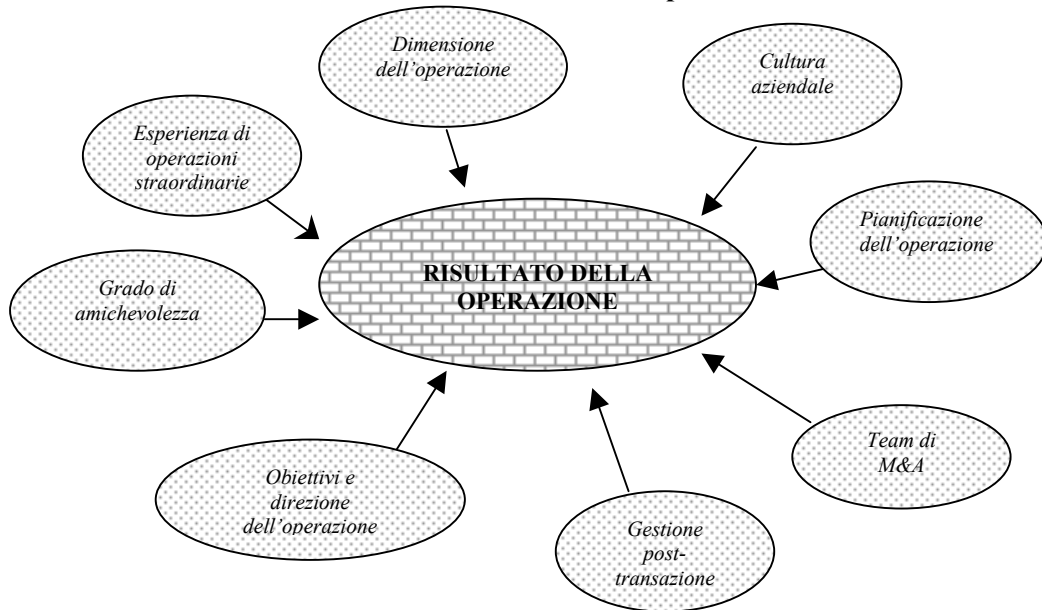 Dimensione
dell’operazione
Cultura
aziendale
Esperienza di
operazioni
straordinarie
Pianificazione
dell’operazione
RISULTATO DELLA
OPERAZIONE
Grado di
amichevolezza
Team di
M&A
Obiettivi e
direzione
dell’operazione
Gestione
post-
transazione